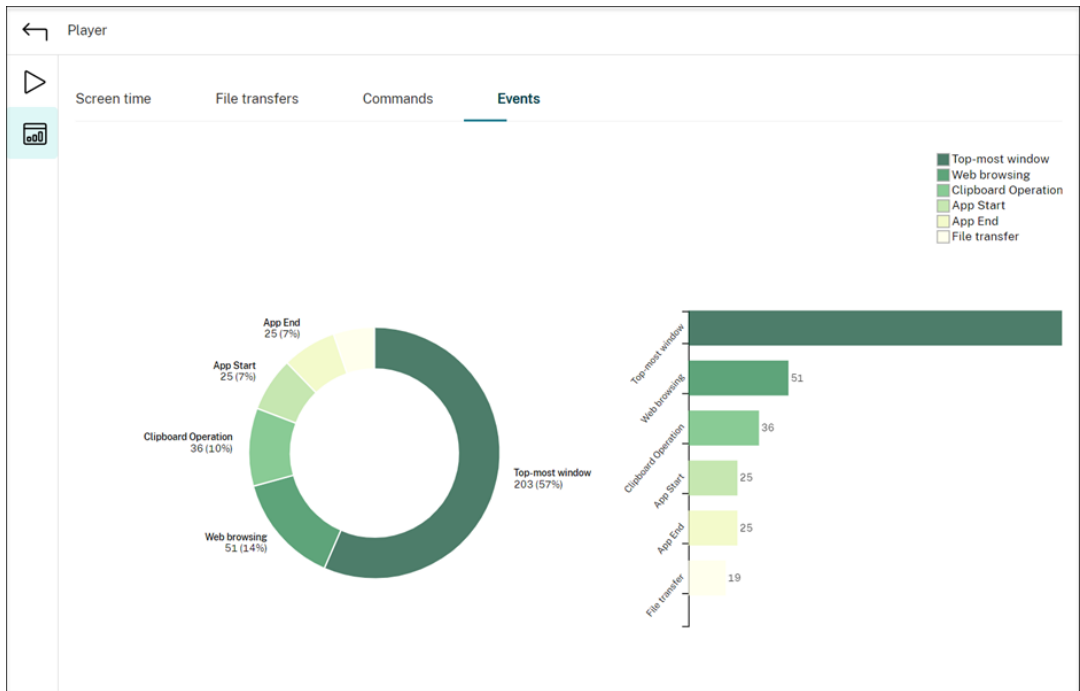 Player
Screen time
File transfers
Commands
Events
Top-most window
Web browsing
Clipboard Operation
App Start
App End
File transfer
App End
25 (7%)
App Start
25 (7%)
Clipboard Operation
36 (10%)
Web browsing
51 (14%)
Top-most window
203 (57%)
Top-most window
Web browsing
51
Clipboard Operation
36
App Start
25
App End
25
File transfer
19